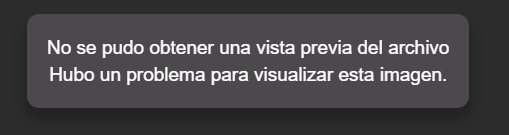 No se pudo obtener una vista previa del archivo
Hubo un problema para visualizar esta imagen.